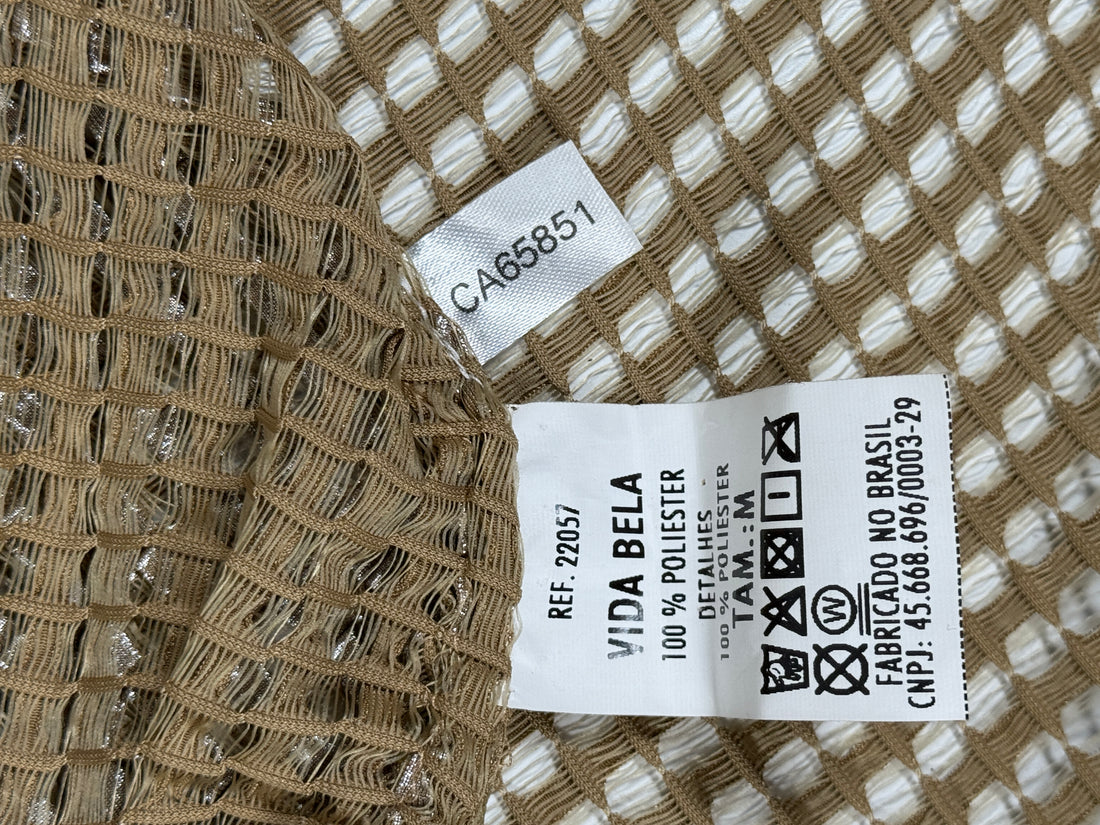 CA65851
REF. 22057
VIDA BELA
100 % POLIESTER
DETALHES
100 % POLIESTER
TAM.:M
W
FABRICADO NO BRASIL
CNPJ: 45.668.696/0003-29